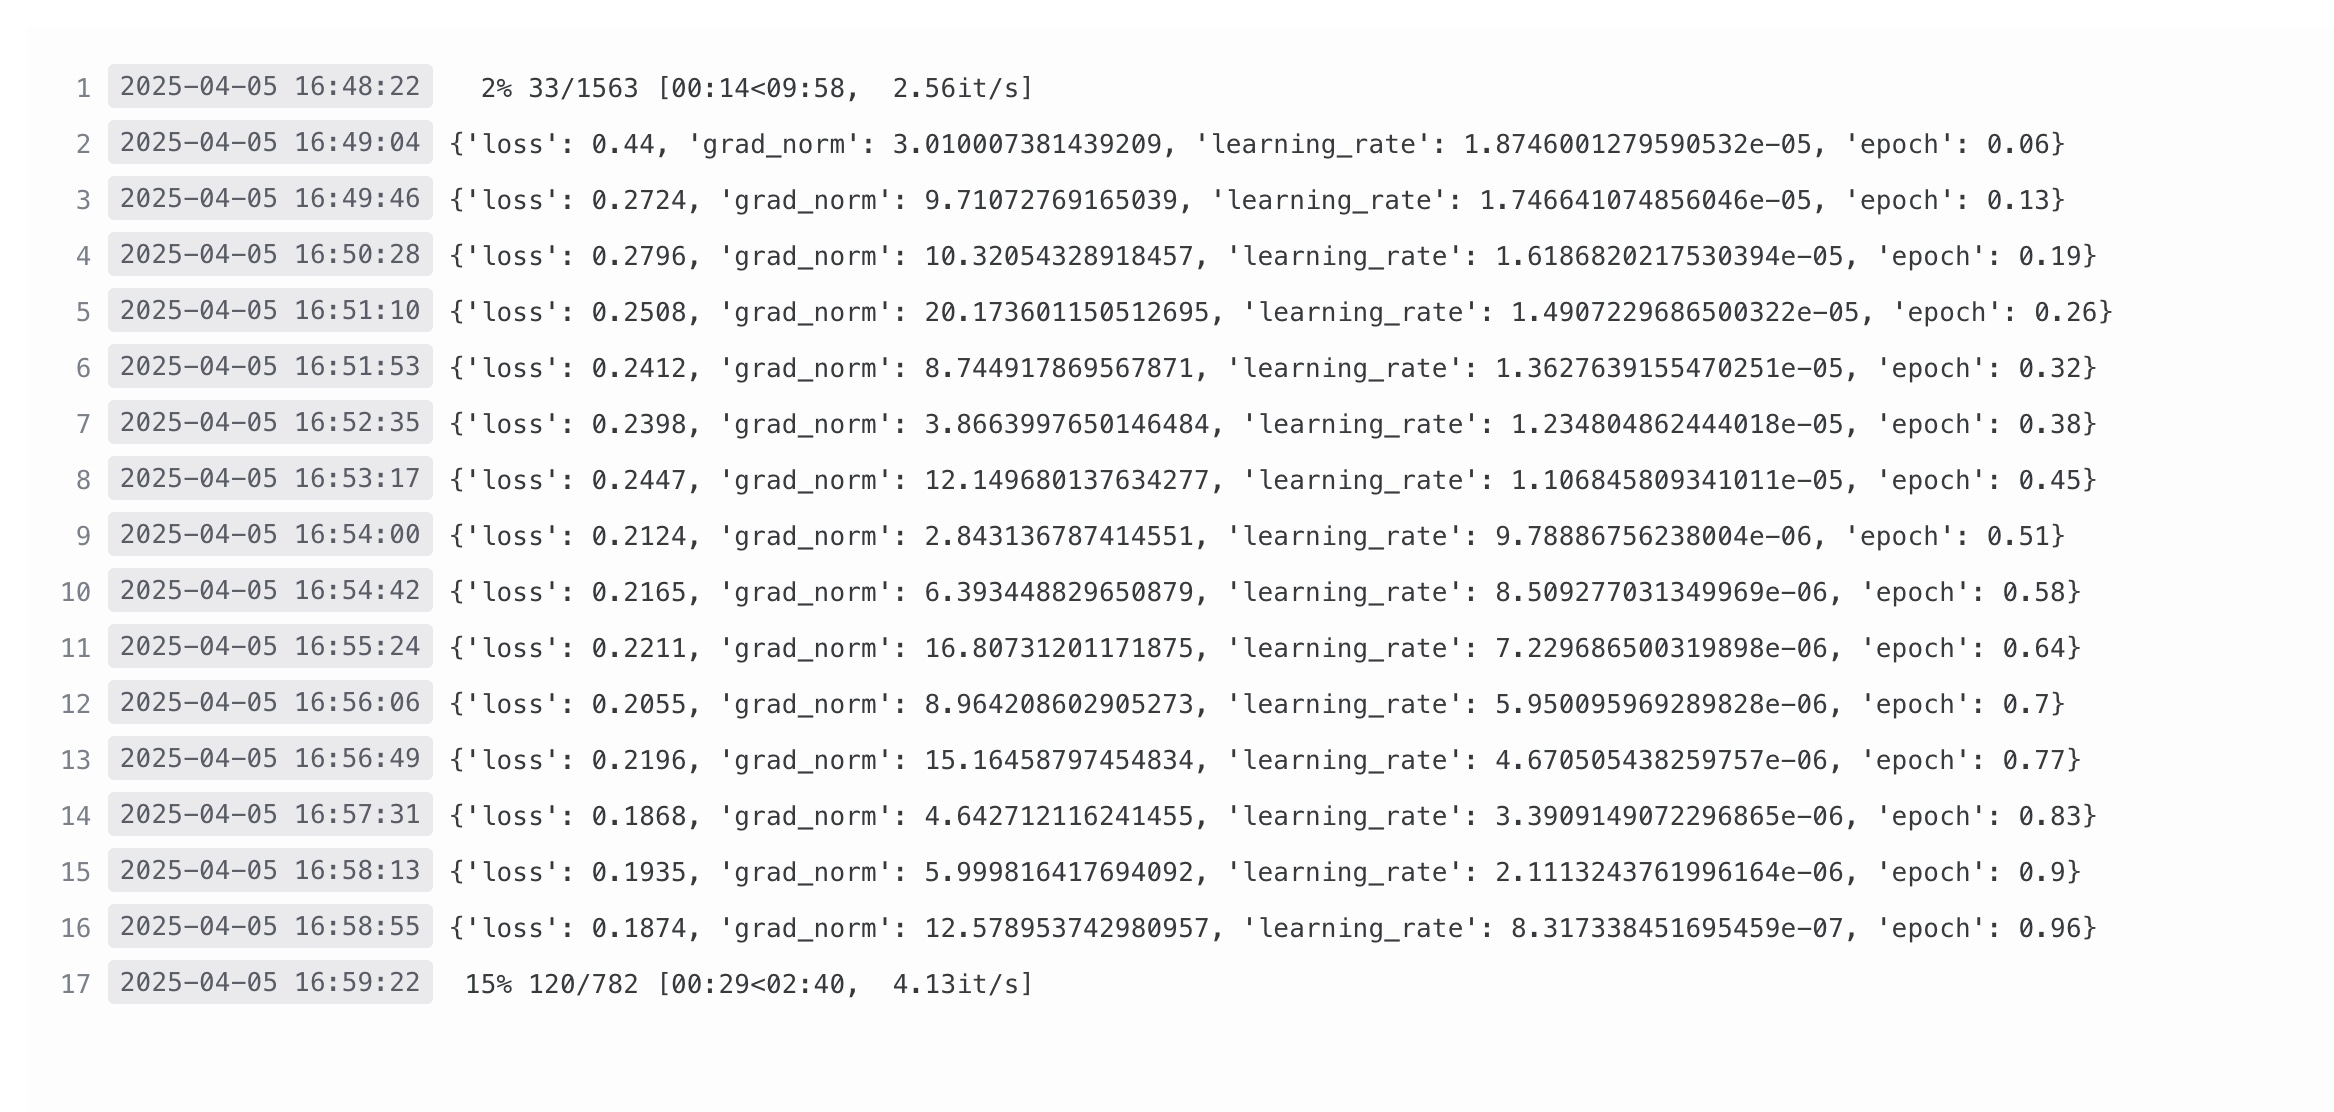 1 2025-04-05 16:48:22 2% 33/1563 [00:14<09:58, 2.56it/s]
2 2025-04-05 16:49:04 {'loss': 0.44, 'grad_norm': 3.010007381439209, 'learning_rate': 1.8746001279590532e-05, 'epoch': 0.06}
3 2025-04-05 16:49:46 {'loss': 0.2724, 'grad_norm': 9.71072769165039, 'learning_rate': 1.746641074856046e-05, 'epoch': 0.13}
4 2025-04-05 16:50:28 {'loss': 0.2796, 'grad_norm': 10.32054328918457, 'learning_rate': 1.6186820217530394e-05, 'epoch': 0.19}
5 2025-04-05 16:51:10 {'loss': 0.2508, 'grad_norm': 20.173601150512695, 'learning_rate': 1.4907229686500322e-05, 'epoch': 0.26}
6 2025-04-05 16:51:53 {'loss': 0.2412, 'grad_norm': 8.744917869567871, 'learning_rate': 1.3627639155470251e-05, 'epoch': 0.32}
7 2025-04-05 16:52:35 {'loss': 0.2398, 'grad_norm': 3.8663997650146484, 'learning_rate': 1.234804862444018e-05, 'epoch': 0.38}
8 2025-04-05 16:53:17 {'loss': 0.2447, 'grad_norm': 12.149680137634277, 'learning_rate': 1.106845809341011e-05, 'epoch': 0.45}
9 2025-04-05 16:54:00 {'loss': 0.2124, 'grad_norm': 2.843136787414551, 'learning_rate': 9.78886756238004e-06, 'epoch': 0.51}
10 2025-04-05 16:54:42 {'loss': 0.2165, 'grad_norm': 6.393448829650879, 'learning_rate': 8.509277031349969e-06, 'epoch': 0.58}
11 2025-04-05 16:55:24 {'loss': 0.2211, 'grad_norm': 16.80731201171875, 'learning_rate': 7.229686500319898e-06, 'epoch': 0.64}
12 2025-04-05 16:56:06 {'loss': 0.2055, 'grad_norm': 8.964208602905273, 'learning_rate': 5.950095969289828e-06, 'epoch': 0.7}
13 2025-04-05 16:56:49 {'loss': 0.2196, 'grad_norm': 15.16458797454834, 'learning_rate': 4.670505438259757e-06, 'epoch': 0.77}
14 2025-04-05 16:57:31 {'loss': 0.1868, 'grad_norm': 4.642712116241455, 'learning_rate': 3.3909149072296865e-06, 'epoch': 0.83}
15 2025-04-05 16:58:13 {'loss': 0.1935, 'grad_norm': 5.999816417694092, 'learning_rate': 2.1113243761996164e-06, 'epoch': 0.9}
16 2025-04-05 16:58:55 {'loss': 0.1874, 'grad_norm': 12.578953742980957, 'learning_rate': 8.317338451695459e-07, 'epoch': 0.96}
17 2025-04-05 16:59:22 15% 120/782 [00:29<02:40, 4.13it/s]